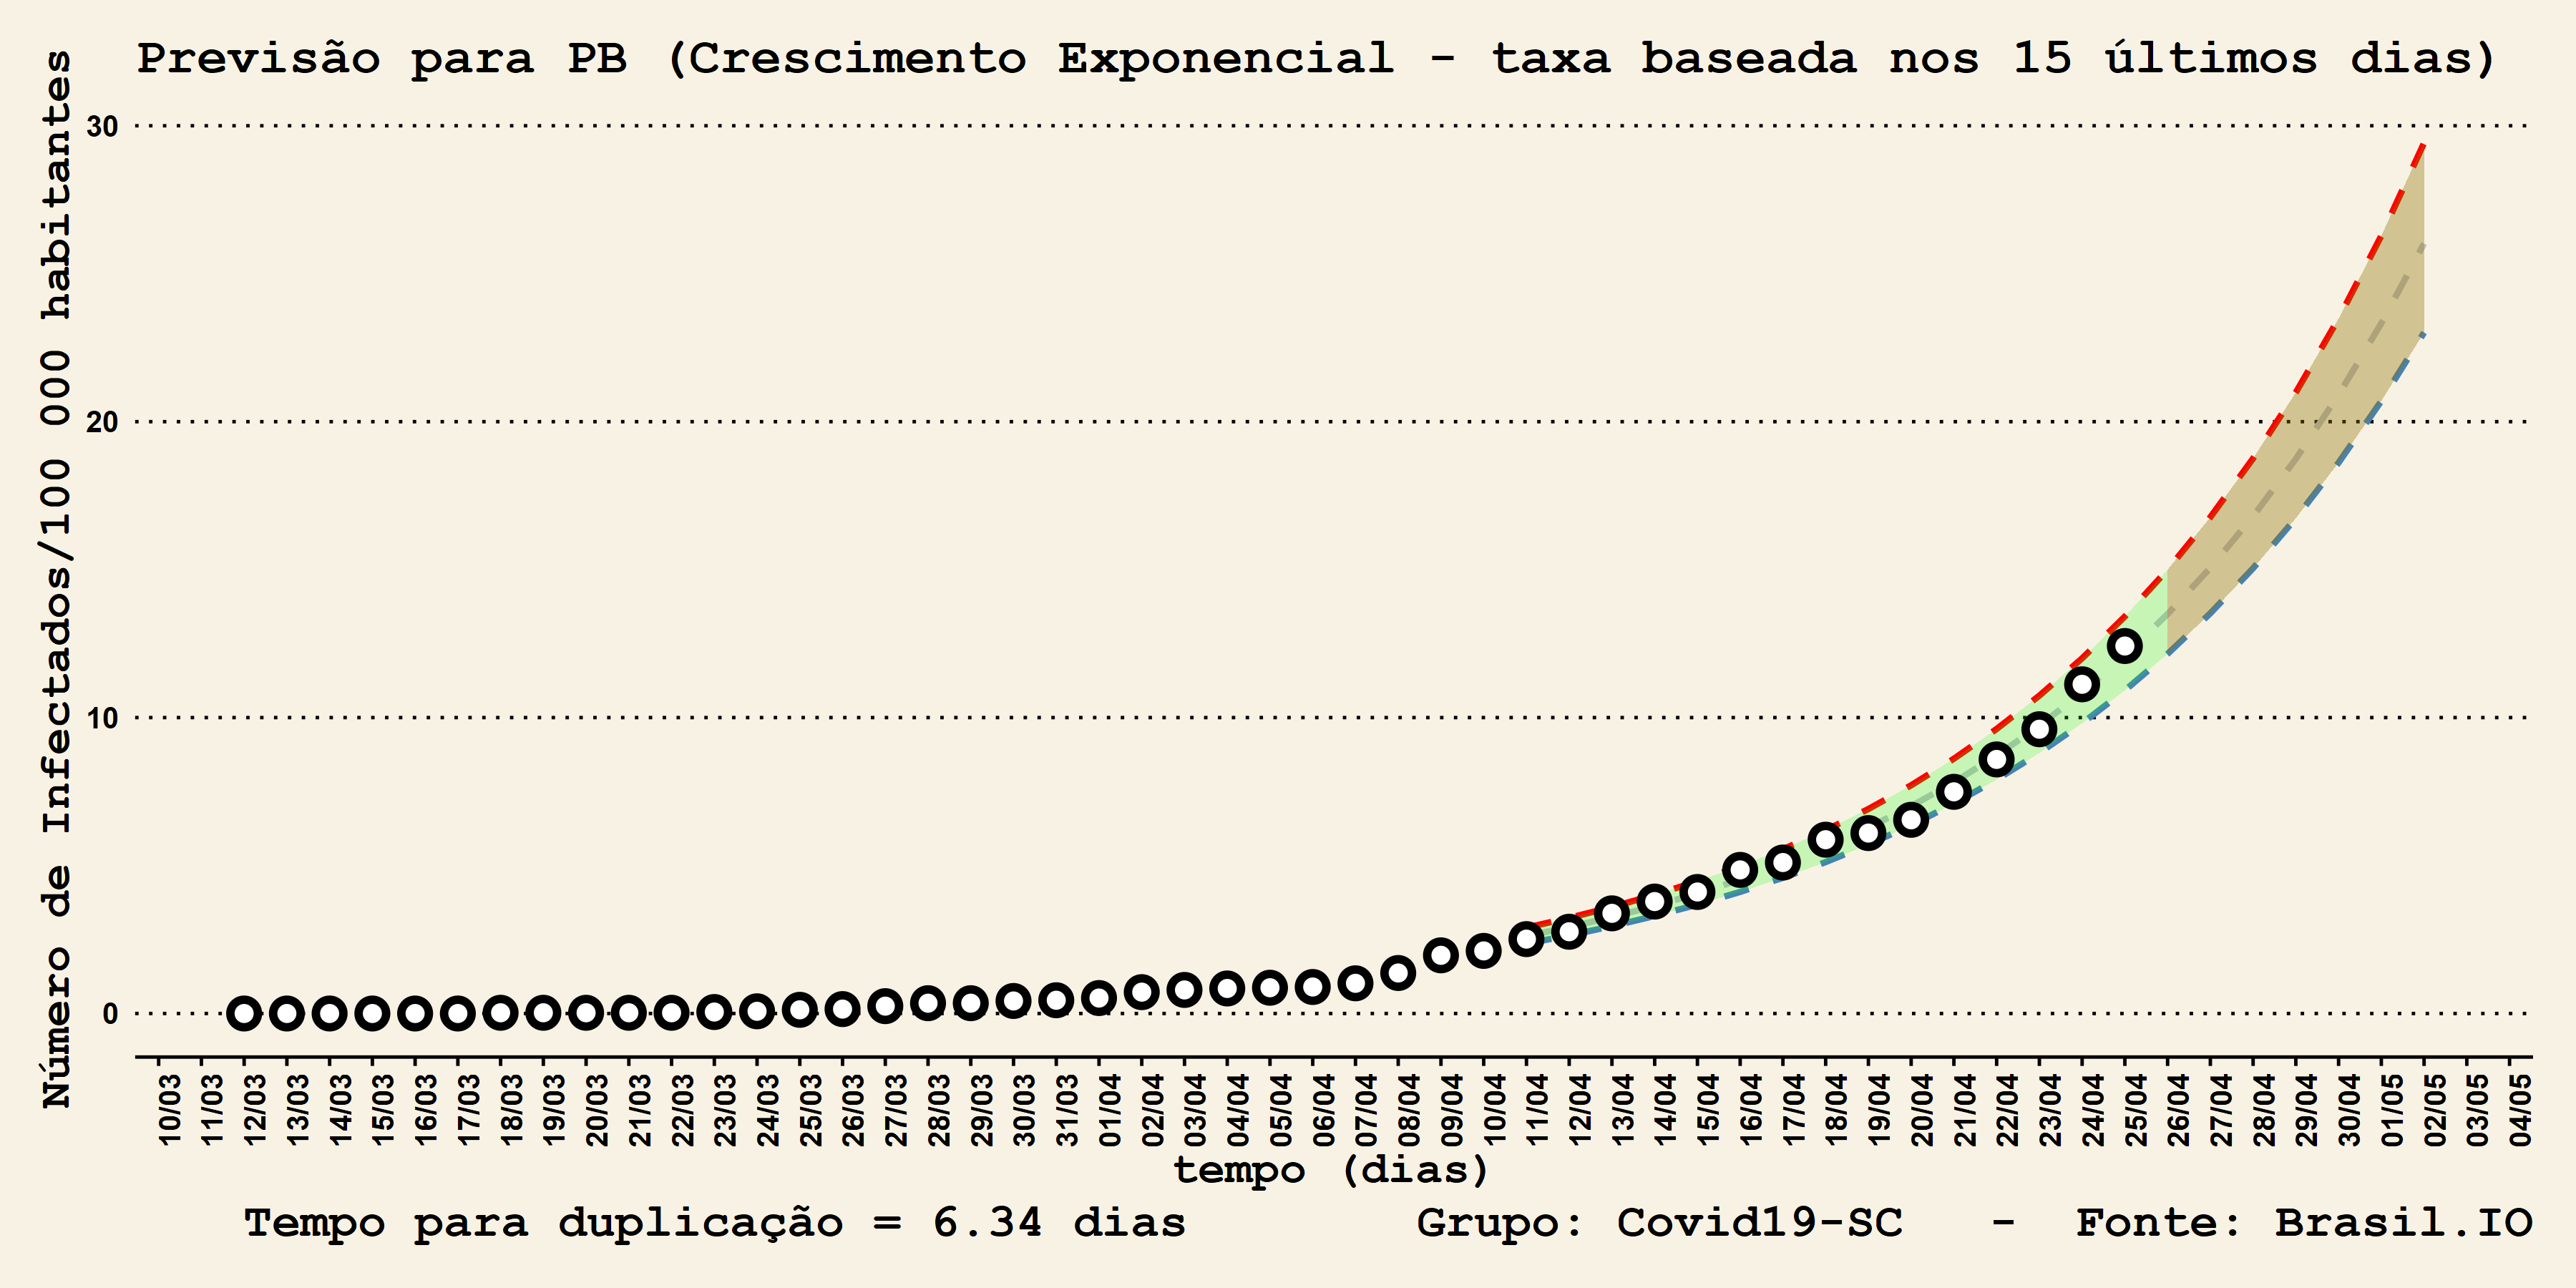 Previsão para PB (Crescimento Exponencial - taxa baseada nos 15 últimos dias)
Número de Infectados/100 000 habitantes
30
20
10
0
10/03 11/03 12/03 13/03 14/03 15/03 16/03 17/03 18/03 19/03 20/03 21/03 22/03 23/03 24/03 25/03 26/03 27/03 28/03 29/03 30/03 31/03 01/04 02/04 03/04 04/04 05/04 06/04 07/04 08/04 09/04 10/04 11/04 12/04 13/04 14/04 15/04 16/04 17/04 18/04 19/04 20/04 21/04 22/04 23/04 24/04 25/04 26/04 27/04 28/04 29/04 30/04 01/05 02/05 03/05 04/05
tempo (dias)
Tempo para duplicação = 6.34 dias Grupo: Covid19-SC - Fonte: Brasil.IO